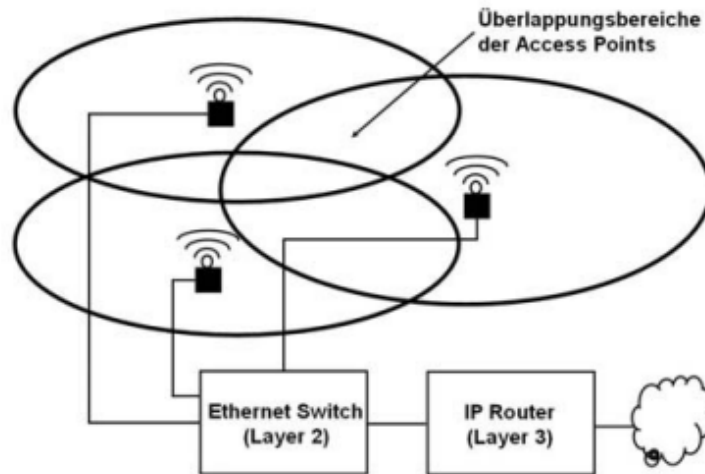 Überlappungsbereiche
der Access Points
Ethernet Switch
(Layer 2)
IP Router
(Layer 3)